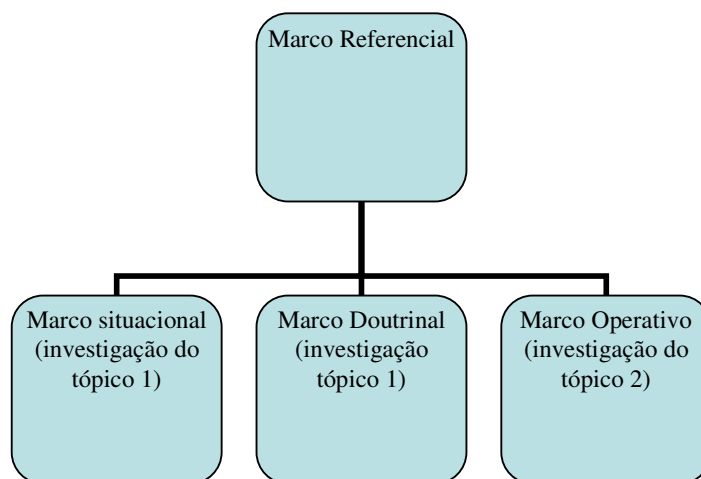 Marco Referencial
Marco situacional
(investigação do
tópico 1)
Marco Doutrinal
(investigação
tópico 1)
Marco Operativo
(investigação do
tópico 2)